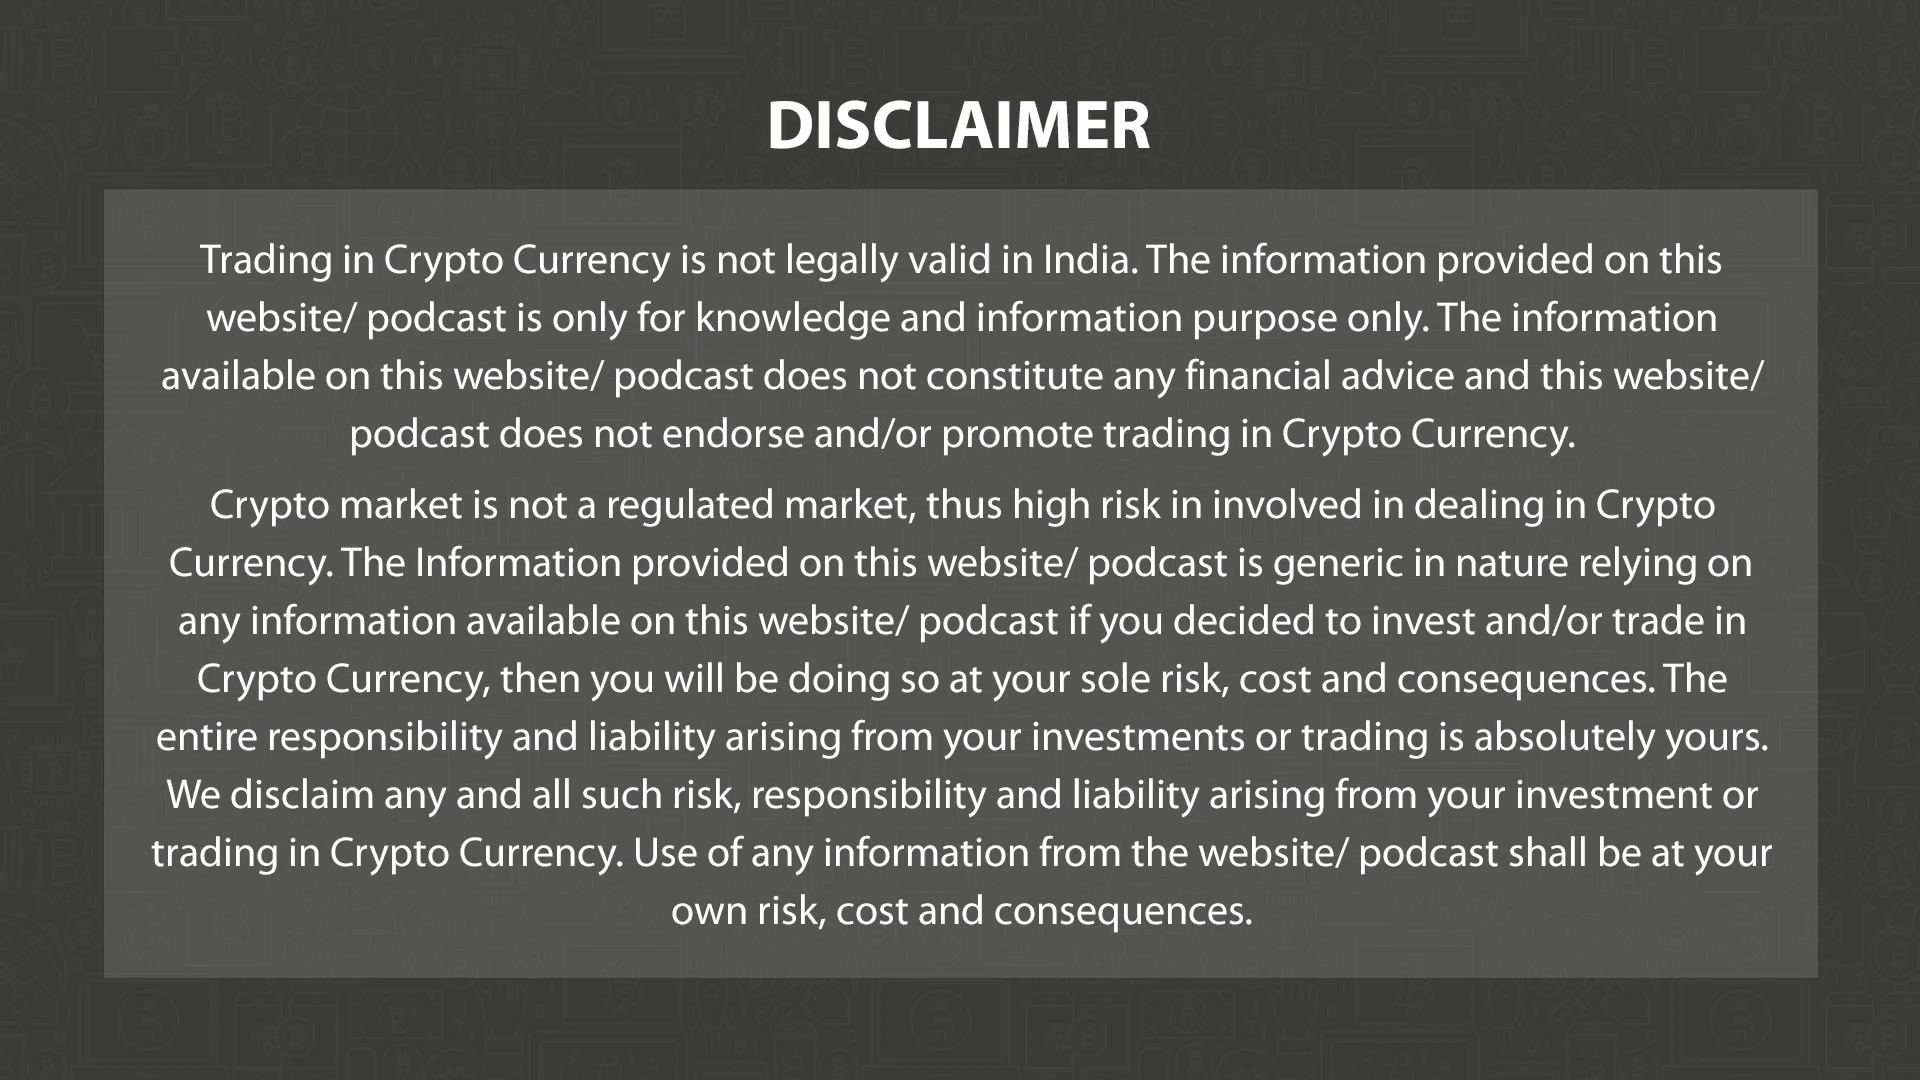 DISCLAIMER
Trading in Crypto Currency is not legally valid in India. The information provided on this
website/ podcast is only for knowledge and information purpose only. The information
available on this website/ podcast does not constitute any financial advice and this website/
podcast does not endorse and/or promote trading in Crypto Currency.
Crypto market is not a regulated market, thus high risk in involved in dealing in Crypto
Currency. The Information provided on this website/ podcast is generic in nature relying on
any information available on this website/ podcast if you decided to invest and/or trade in
Crypto Currency, then you will be doing so at your sole risk, cost and consequences. The
entire responsibility and liability arising from your investments or trading is absolutely yours.
We disclaim any and all such risk, responsibility and liability arising from your investment or
trading in Crypto Currency. Use of any information from the website/ podcast shall be at your
own risk, cost and consequences.